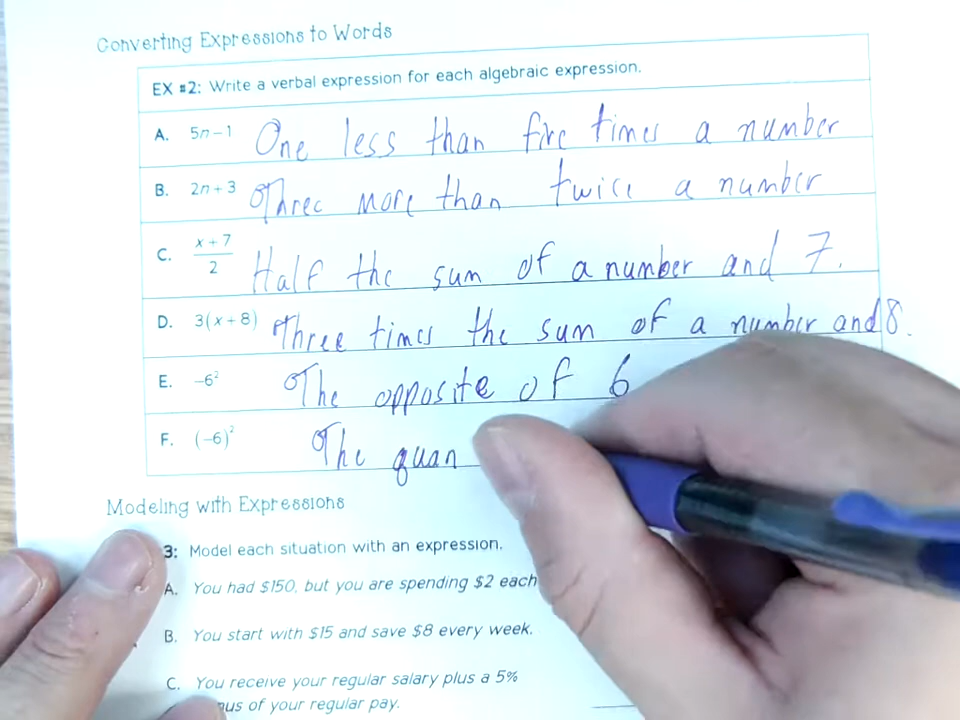 Converting Expressions to Words
EX #2: Write a verbal expression for each algebraic expression.
A. 5n – 1 One less than five times a number
B. 2n + 3 Three more than twice a number
C. x + 7 / 2 Half the sum of a number and 7.
D. 3(x + 8) Three times the sum of a number and 8.
E. –6² The opposite of 6
F. (–6)² The quan
Modeling with Expressions
3: Model each situation with an expression.
A. You had $150, but you are spending $2 each
B. You start with $15 and save $8 every week.
C. You receive your regular salary plus a 5%
of your regular pay.